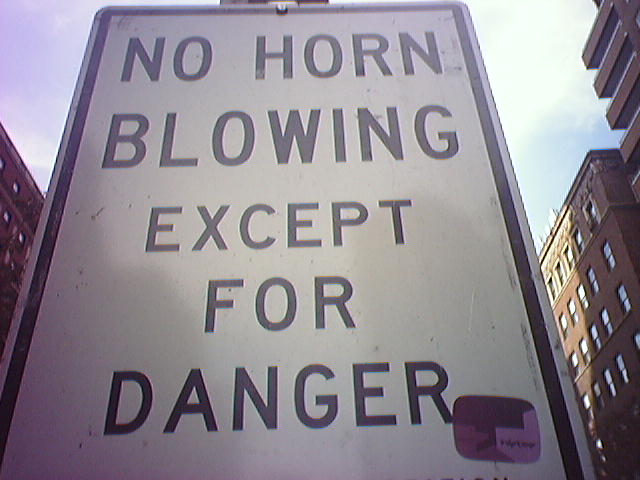 NO HORN
BLOWING
EXCEPT
FOR
DANGER